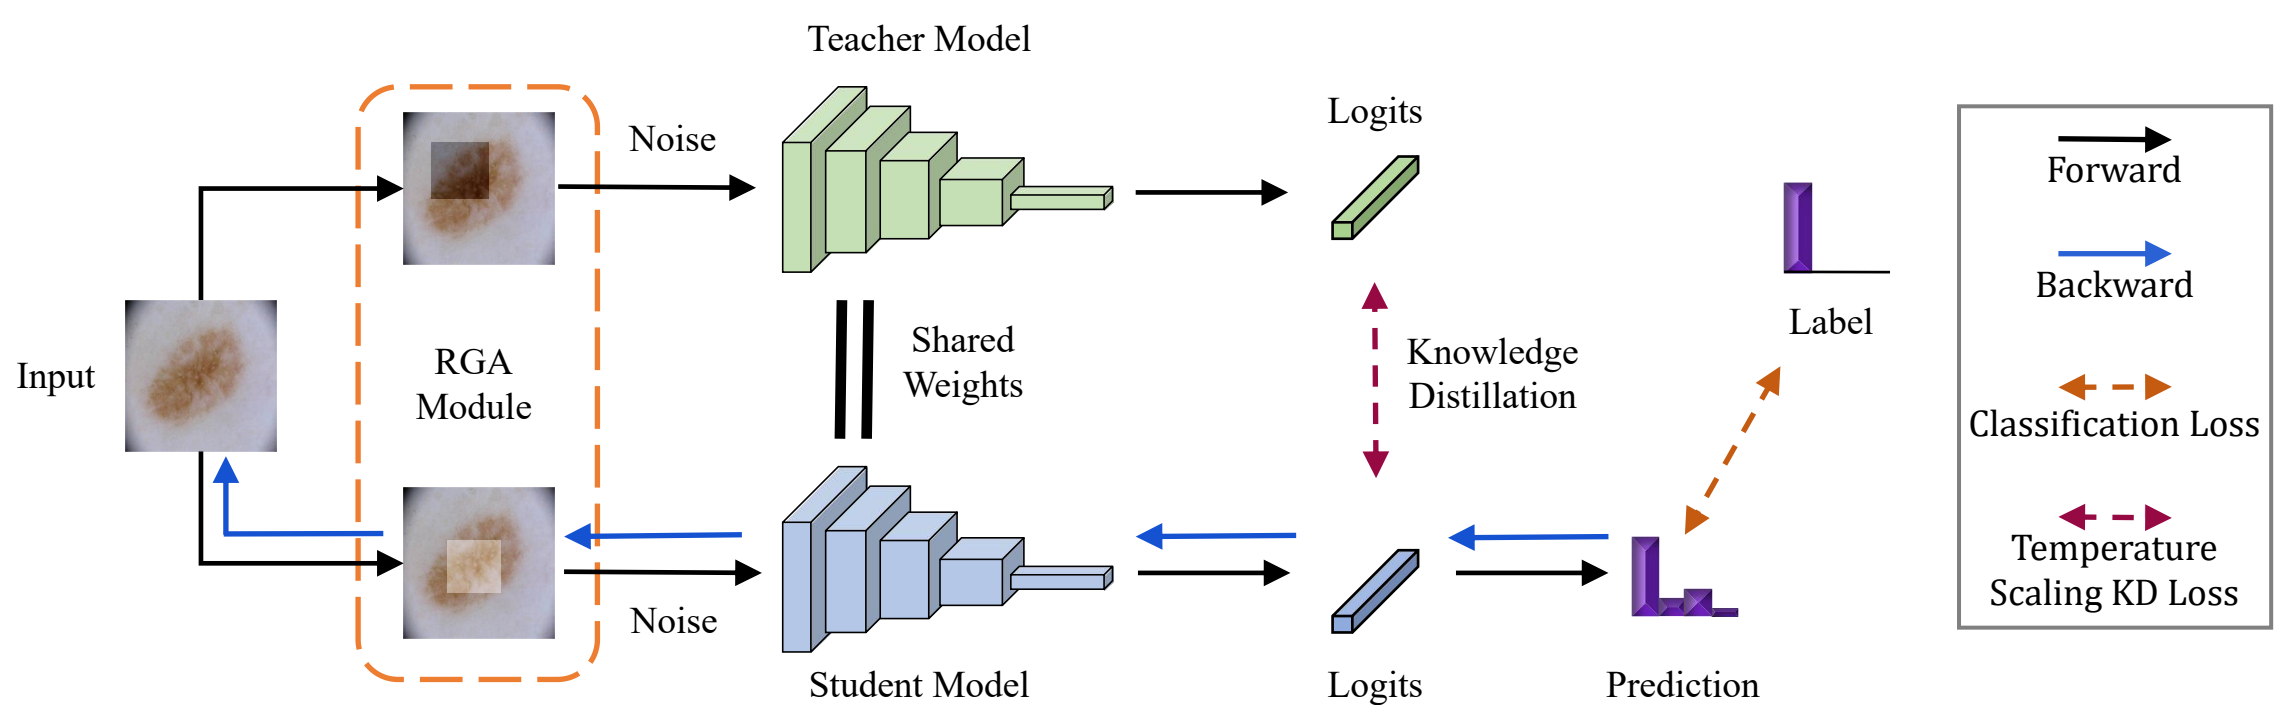 Teacher Model
Noise
Logits
Input
RGA
Module
Shared
Weights
Knowledge
Distillation
Label
Noise
Student Model
Logits
Prediction
Forward
Backward
Classification Loss
Temperature
Scaling KD Loss